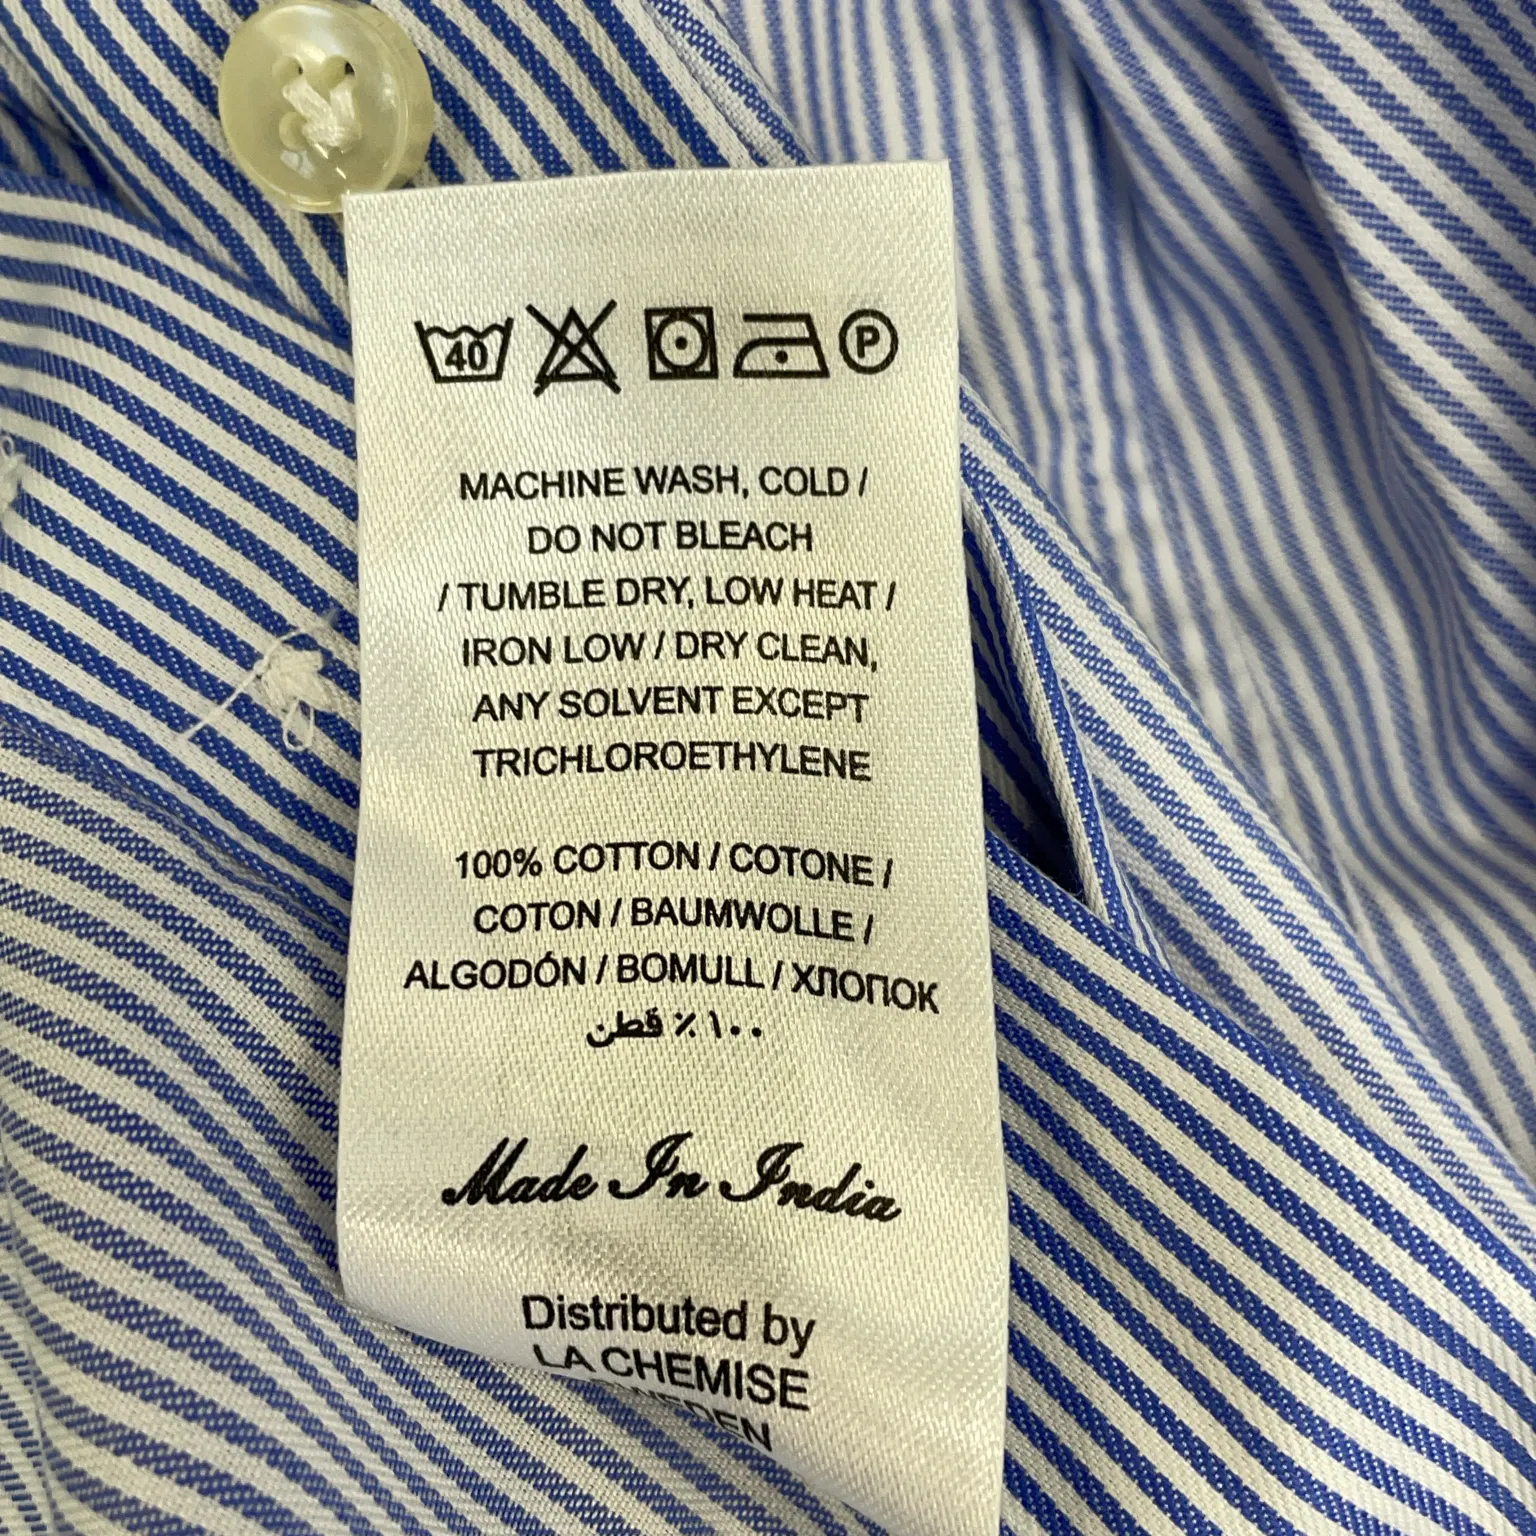 40 P
MACHINE WASH, COLD /
DO NOT BLEACH
/ TUMBLE DRY, LOW HEAT /
IRON LOW / DRY CLEAN,
ANY SOLVENT EXCEPT
TRICHLOROETHYLENE
100% COTTON / COTONE /
COTON / BAUMWOLLE /
ALGODÓN / BOMULL / ХЛОПОК
١٠٠ ٪ قطن
Made In India
Distributed by
LA CHEMISE